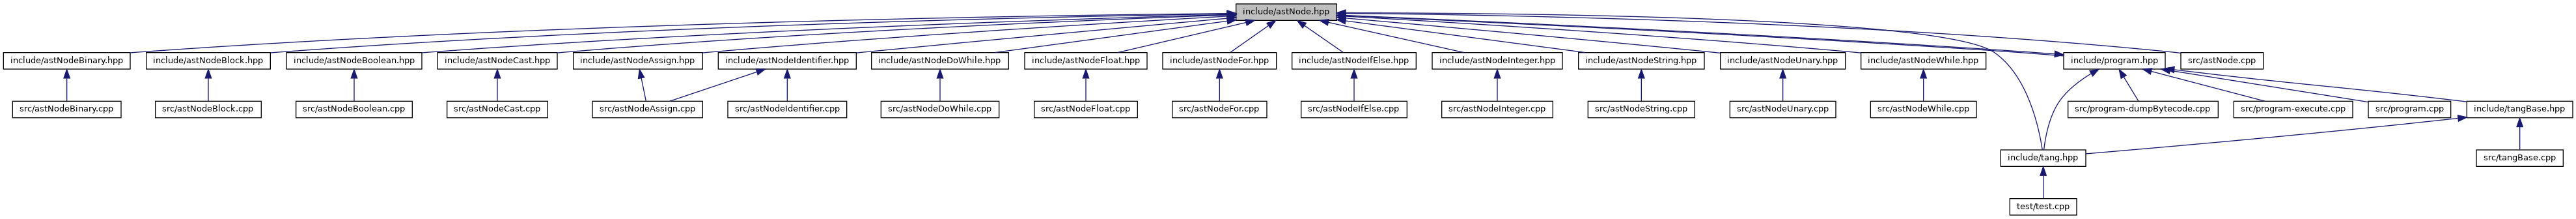 include/astNode.hpp
include/astNodeBinary.hpp
include/astNodeBlock.hpp
include/astNodeBoolean.hpp
include/astNodeCast.hpp
include/astNodeAssign.hpp
include/astNodeIdentifier.hpp
include/astNodeDoWhile.hpp
include/astNodeFloat.hpp
include/astNodeFor.hpp
include/astNodeIfElse.hpp
include/astNodeInteger.hpp
include/astNodeString.hpp
include/astNodeUnary.hpp
include/astNodeWhile.hpp
include/program.hpp
src/astNode.cpp
src/astNodeBinary.cpp
src/astNodeBlock.cpp
src/astNodeBoolean.cpp
src/astNodeCast.cpp
src/astNodeAssign.cpp
src/astNodeIdentifier.cpp
src/astNodeDoWhile.cpp
src/astNodeFloat.cpp
src/astNodeFor.cpp
src/astNodeIfElse.cpp
src/astNodeInteger.cpp
src/astNodeString.cpp
src/astNodeUnary.cpp
src/astNodeWhile.cpp
src/program-dumpBytecode.cpp
src/program-execute.cpp
src/program.cpp
include/tangBase.hpp
include/tang.hpp
src/tangBase.cpp
test/test.cpp